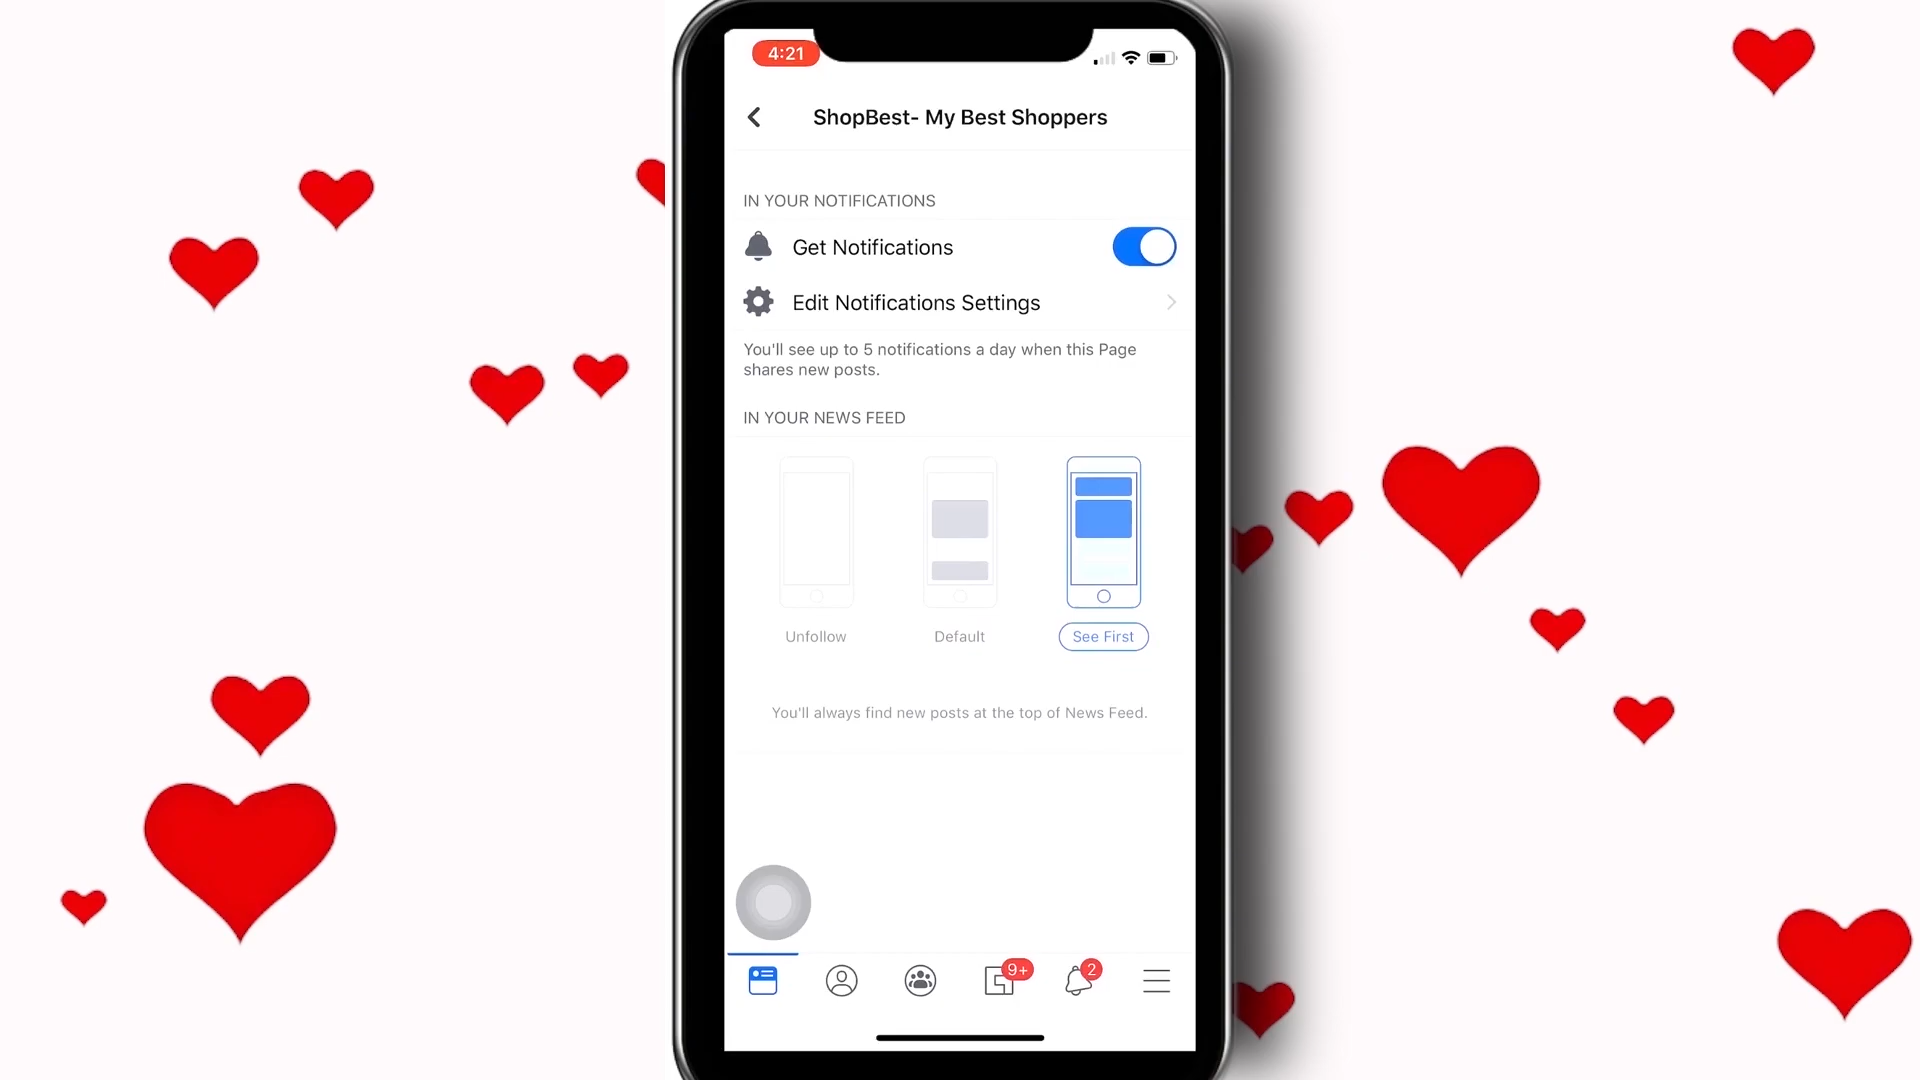 4:21
ShopBest- My Best Shoppers
IN YOUR NOTIFICATIONS
Get Notifications
Edit Notifications Settings
You'll see up to 5 notifications a day when this Page
shares new posts.
IN YOUR NEWS FEED
Unfollow Default See First
You'll always find new posts at the top of News Feed.
9+ 2